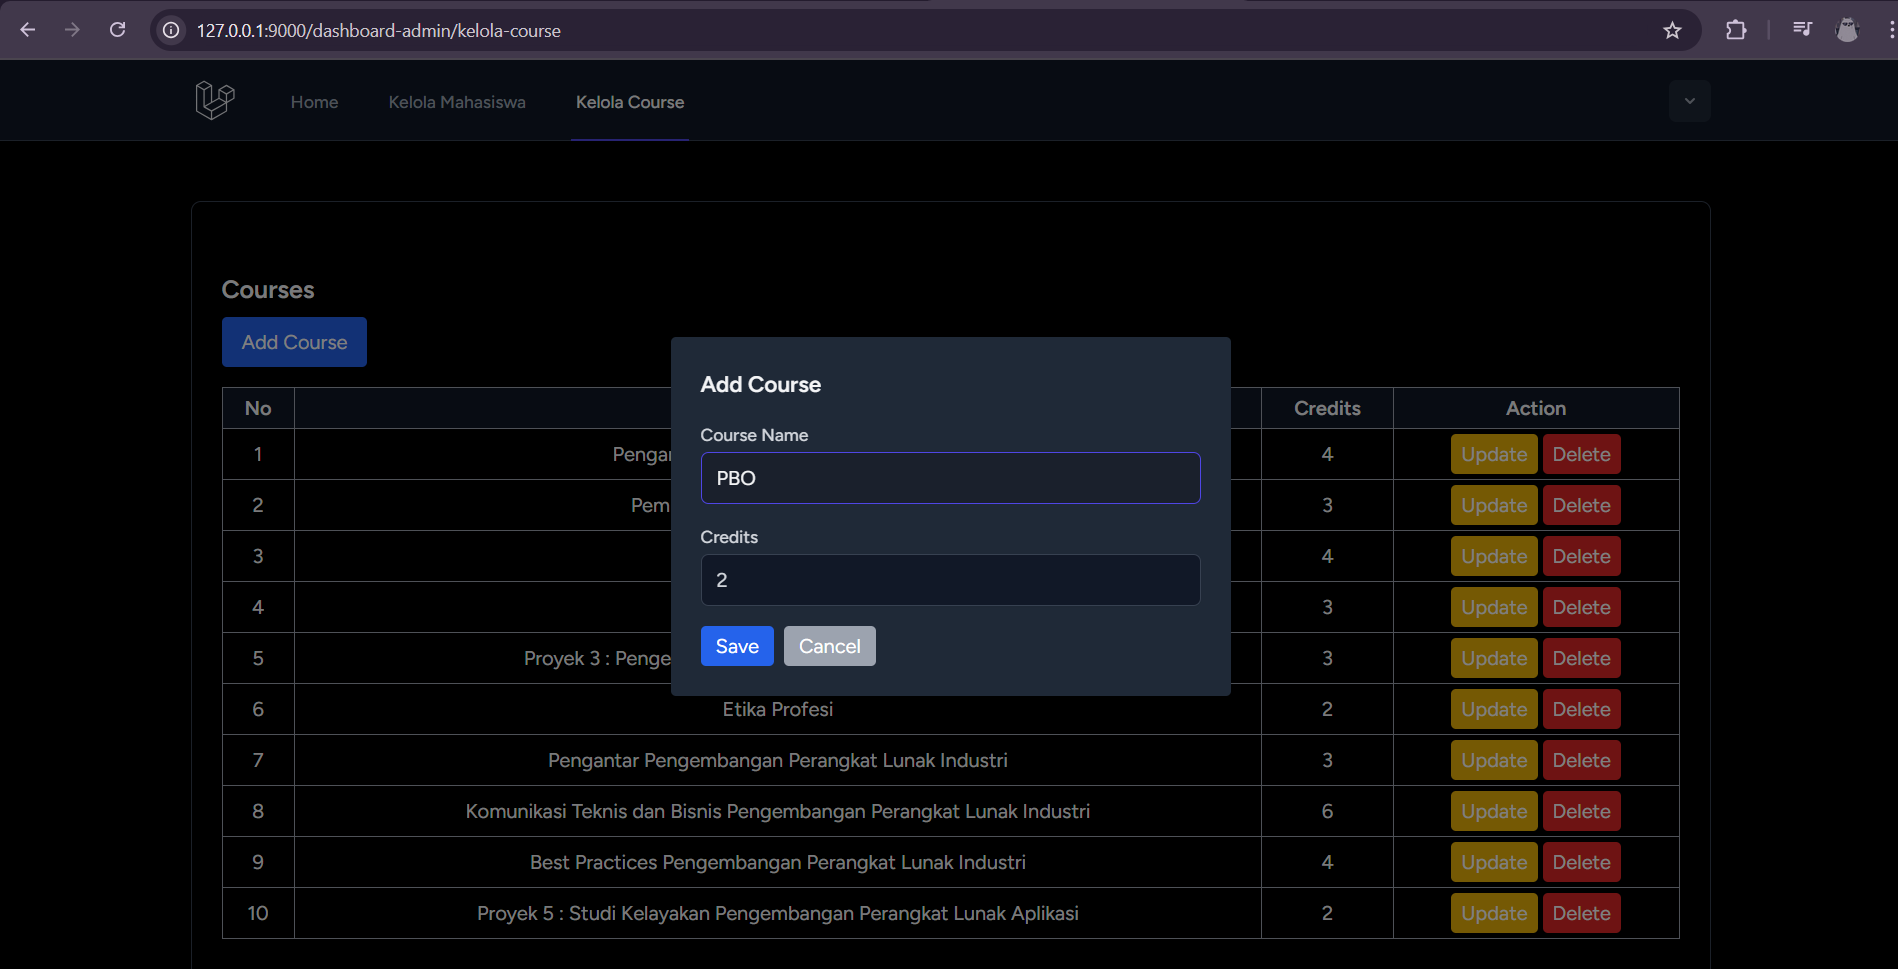 127.0.0.1:9000/dashboard-admin/kelola-course
Home Kelola Mahasiswa Kelola Course
Courses
Add Course
No Credits Action
1 Pengan 4 Update Delete
2 Pem 3 Update Delete
3 4 Update Delete
4 3 Update Delete
5 Proyek 3 : Penge 3 Update Delete
6 Etika Profesi 2 Update Delete
7 Pengantar Pengembangan Perangkat Lunak Industri 3 Update Delete
8 Komunikasi Teknis dan Bisnis Pengembangan Perangkat Lunak Industri 6 Update Delete
9 Best Practices Pengembangan Perangkat Lunak Industri 4 Update Delete
10 Proyek 5 : Studi Kelayakan Pengembangan Perangkat Lunak Aplikasi 2 Update Delete
Add Course
Course Name
PBO
Credits
2
Save Cancel